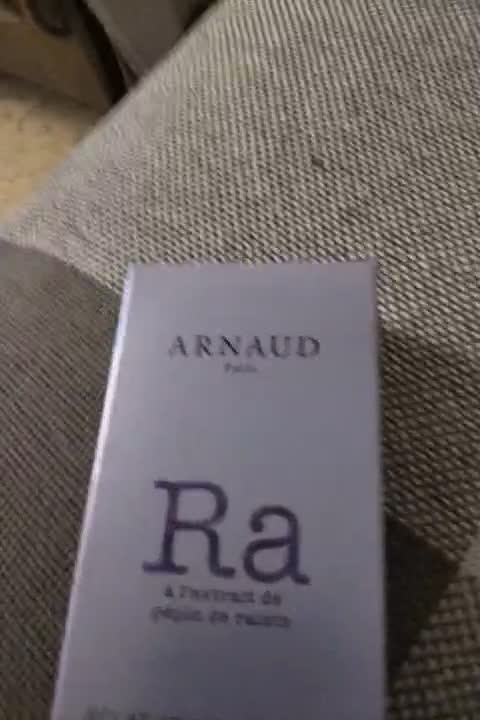 ARNAUD
Paris
Ra
à l'extrait de
pépin de raisin